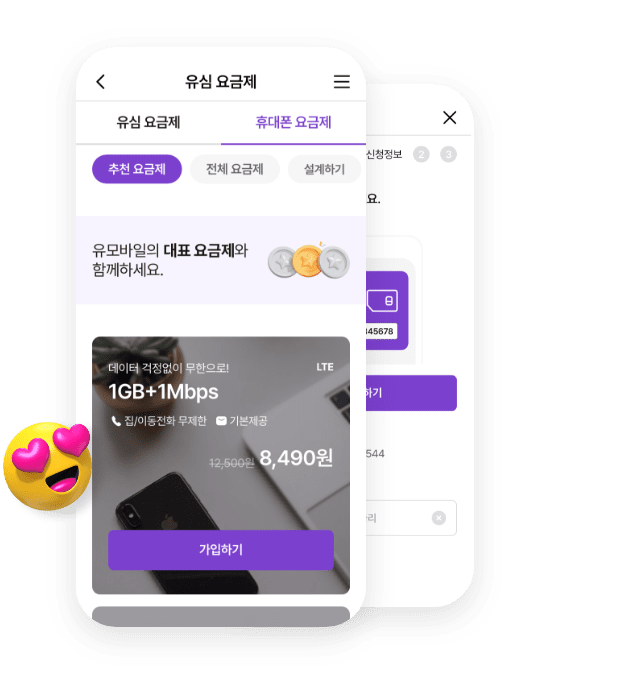 유심 요금제
유심 요금제
휴대폰 요금제
추천 요금제
전체 요금제
설계하기
유모바일의 대표 요금제와
함께하세요.
데이터 걱정없이 무한으로!
LTE
1GB+1Mbps
집/이동전화 무제한
기본제공
12,500원 8,490원
가입하기
신청정보
2
3
요.
345678
하기
544
리